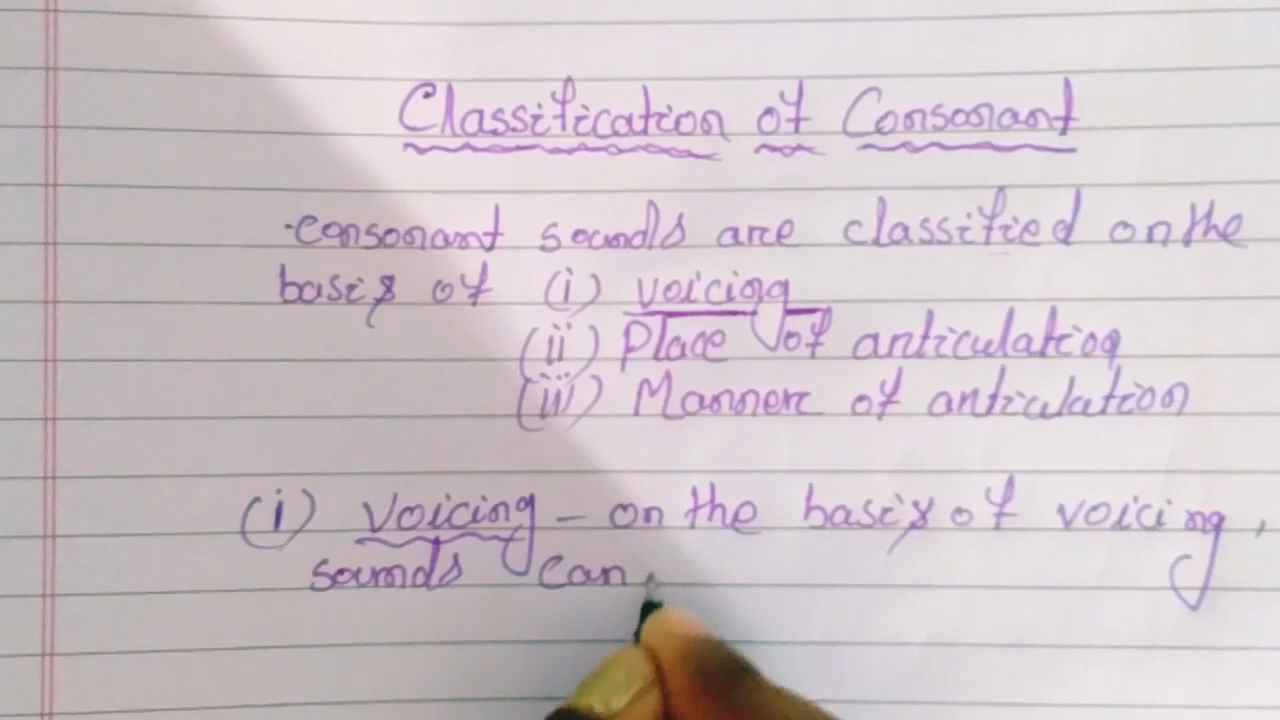 Classification of Consonant
·consonant sounds are classified on the
basis of (i) voicing
(ii) Place of articulation
(iii) Manner of articulation
(i) Voicing – on the basis of voicing,
sounds can